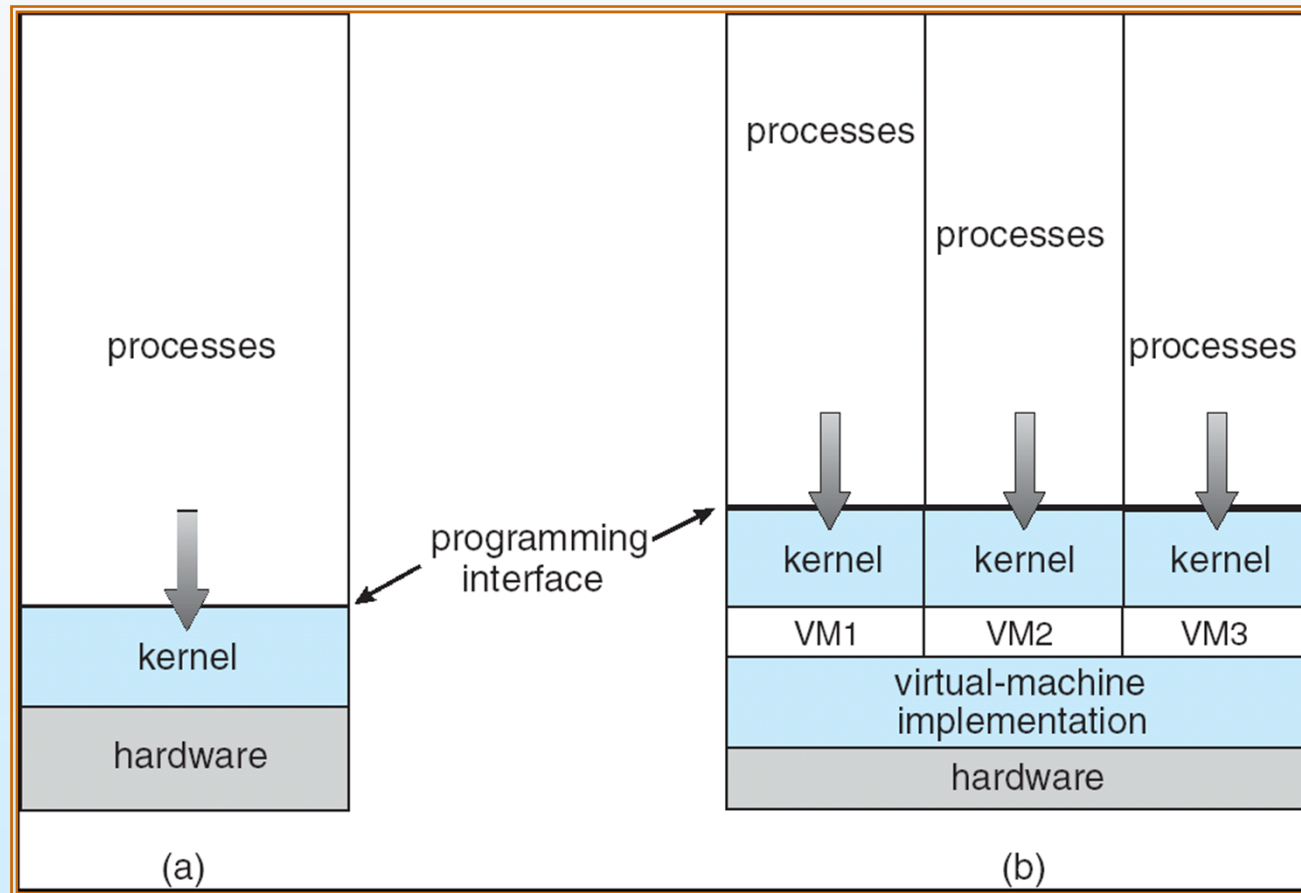 processes
programming
interface
kernel
hardware
(a)
processes
processes
processes
kernel
kernel
kernel
VM1
VM2
VM3
virtual-machine
implementation
hardware
(b)